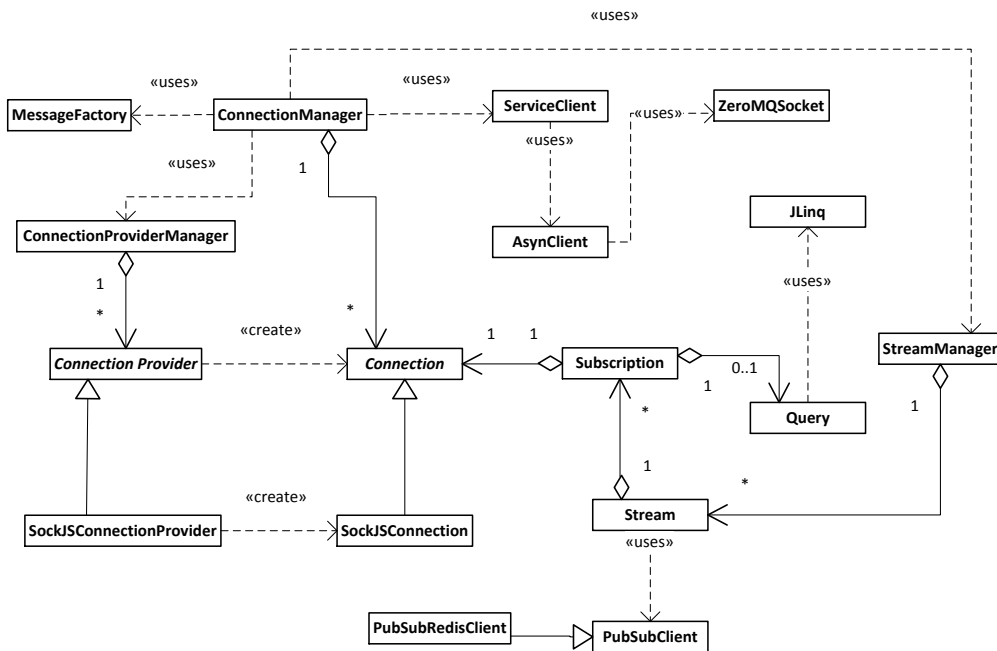 «uses»
«uses»
«uses»
MessageFactory
ConnectionManager
ServiceClient
ZeroMQSocket
«uses»
«uses»
«uses»
1
JLinq
ConnectionProviderManager
AsynClient
1
«uses»
*
*
«create»
1
1
Connection Provider
Connection
Subscription
0..1
1
StreamManager
*
Query
1
1
*
«create»
SockJSConnectionProvider
SockJSConnection
Stream
«uses»
PubSubRedisClient
PubSubClient